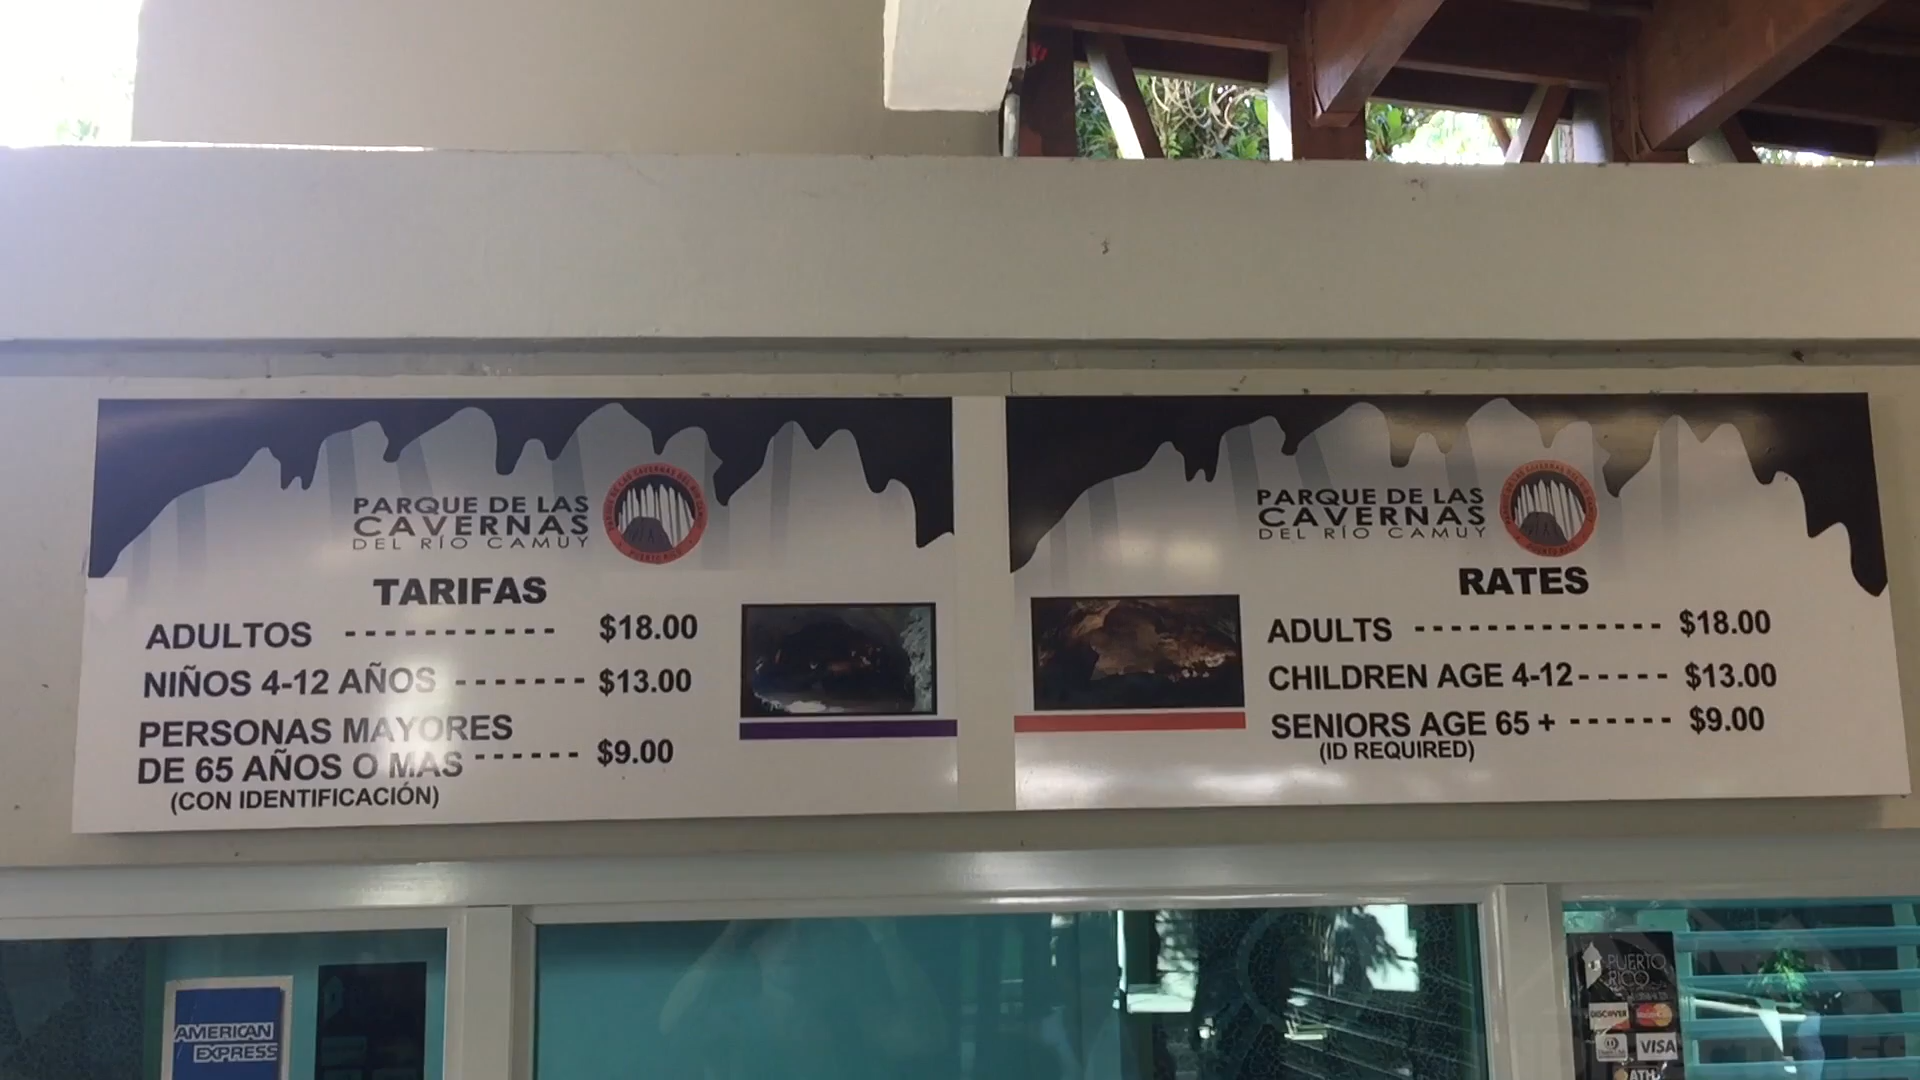 PARQUE DE LAS
CAVERNAS
DEL RÍO CAMUY
TARIFAS
ADULTOS ----------- $18.00
NIÑOS 4-12 AÑOS ------- $13.00
PERSONAS MAYORES
DE 65 AÑOS O MAS ------ $9.00
(CON IDENTIFICACIÓN)
PARQUE DE LAS
CAVERNAS
DEL RÍO CAMUY
RATES
ADULTS -------------- $18.00
CHILDREN AGE 4-12----- $13.00
SENIORS AGE 65 + ------ $9.00
(ID REQUIRED)
AMERICAN
EXPRESS
PUERTO
RICO
DISCOVER
MasterCard
VISA
ATH